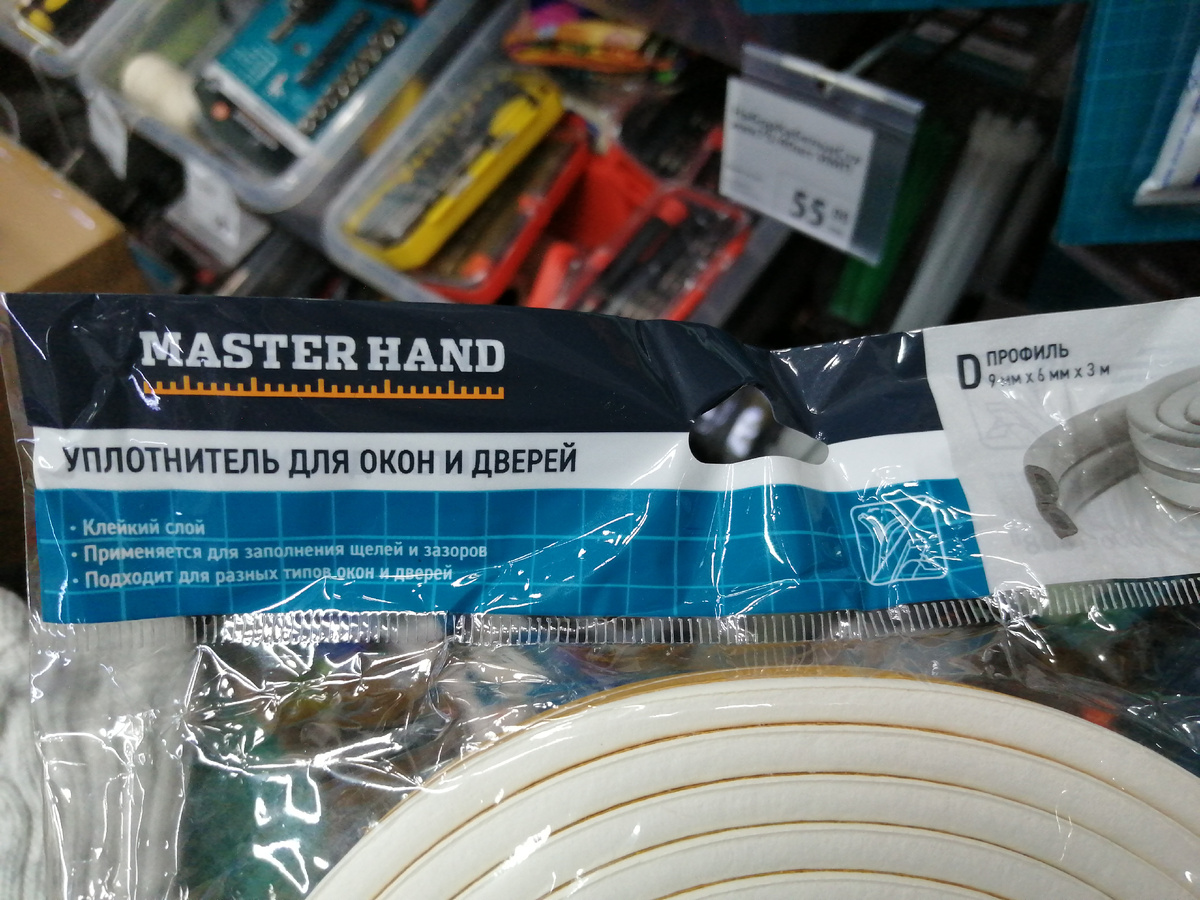 55
MASTER HAND
D ПРОФИЛЬ
9 мм х 6 мм х 3 м
УПЛОТНИТЕЛЬ ДЛЯ ОКОН И ДВЕРЕЙ
• Клейкий слой
• Применяется для заполнения щелей и зазоров
• Подходит для разных типов окон и дверей